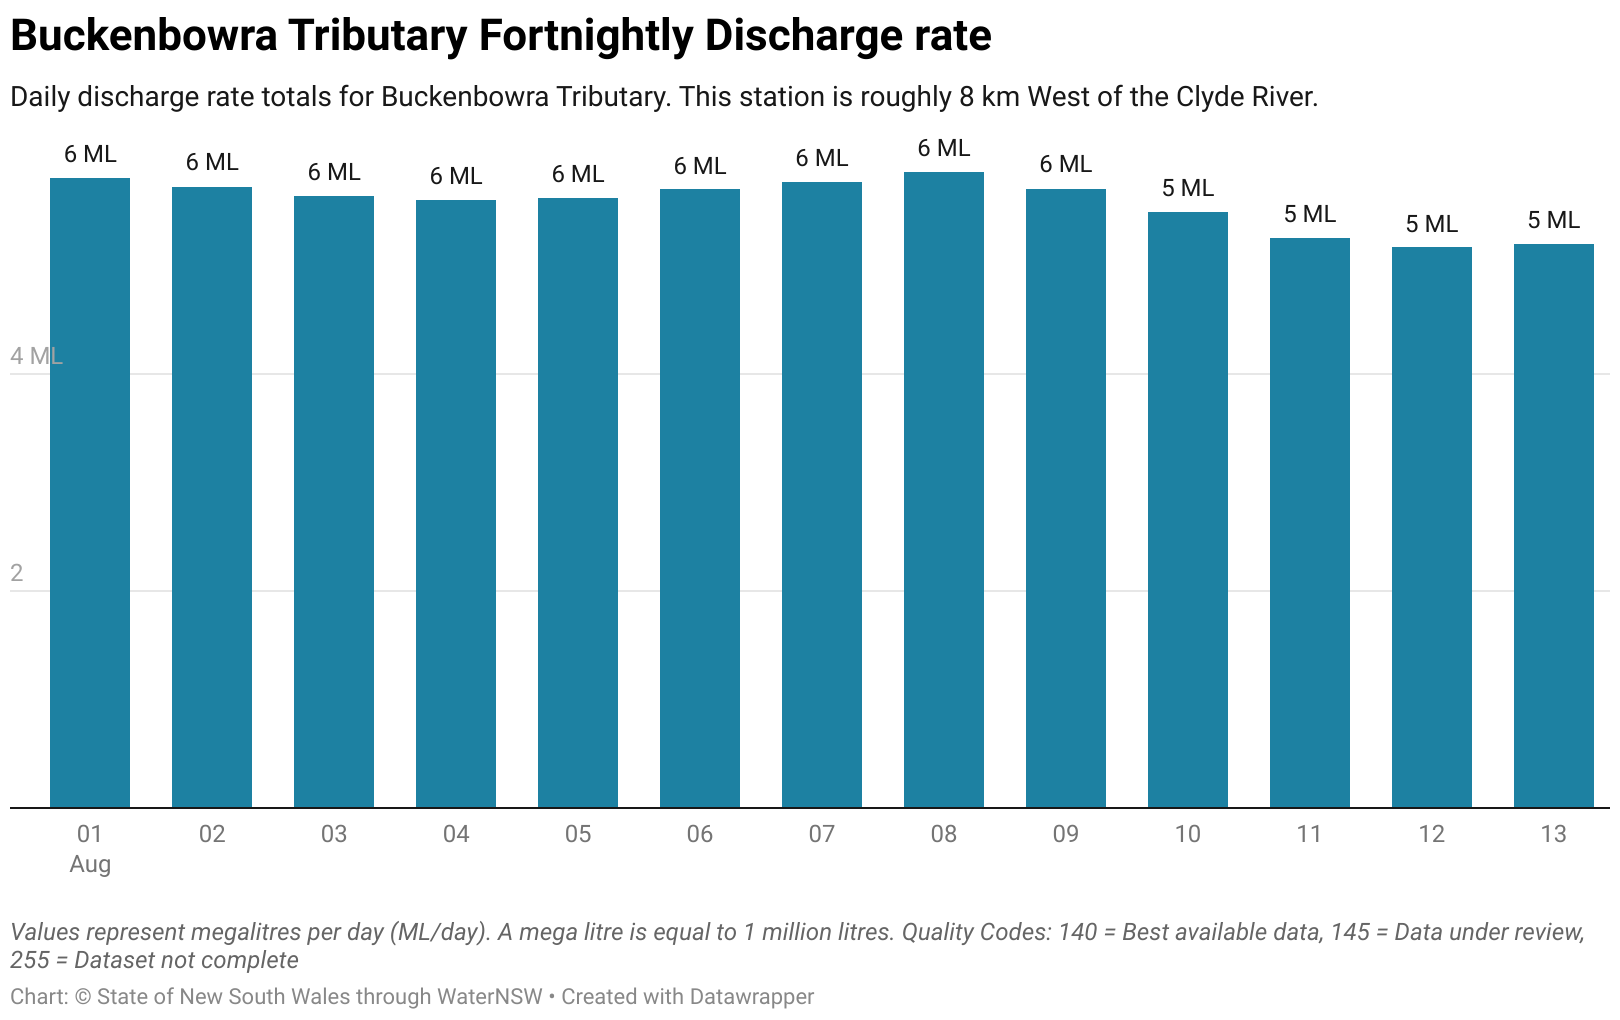 Buckenbowra Tributary Fortnightly Discharge rate
Daily discharge rate totals for Buckenbowra Tributary. This station is roughly 8 km West of the Clyde River.
6 ML 6 ML 6 ML 6 ML 6 ML 6 ML 6 ML 6 ML 6 ML 5 ML 5 ML 5 ML 5 ML
4 ML
2
01 02 03 04 05 06 07 08 09 10 11 12 13
Aug
Values represent megalitres per day (ML/day). A mega litre is equal to 1 million litres. Quality Codes: 140 = Best available data, 145 = Data under review,
255 = Dataset not complete
Chart: © State of New South Wales through WaterNSW • Created with Datawrapper